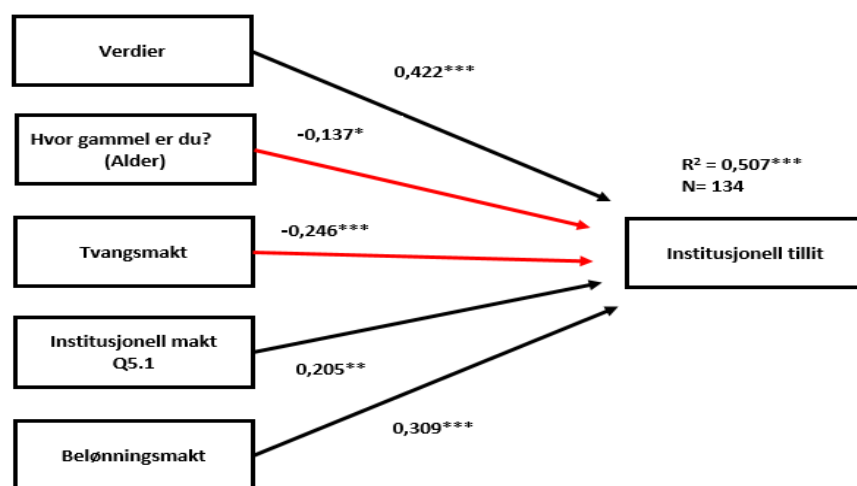 Verdier
0,422***
Hvor gammel er du?
(Alder)
-0,137*
R² = 0,507***
N= 134
Tvangsmakt
-0,246***
Institusjonell tillit
Institusjonell makt
Q5.1
0,205**
Belønningsmakt
0,309***